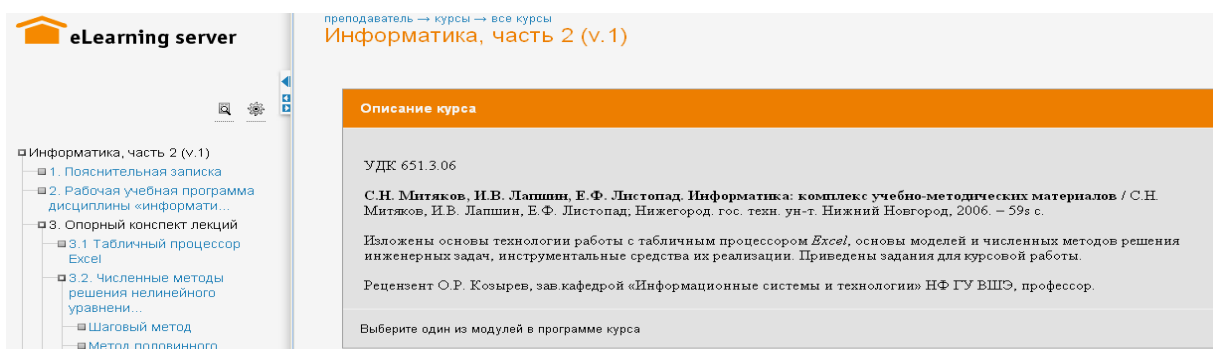 eLearning server
Информатика, часть 2 (v.1)
1. Пояснительная записка
2. Рабочая учебная программа
дисциплины «информати...
3. Опорный конспект лекций
3.1 Табличный процессор
Excel
3.2. Численные методы
решения нелинейного
уравнени...
Шаговый метод
Метод половинного
преподаватель → курсы → все курсы
Информатика, часть 2 (v.1)
Описание курса
УДК 651.3.06
С.Н. Митяков, И.В. Лапшин, Е.Ф. Листопад. Информатика: комплекс учебно-методических материалов / С.Н.
Митяков, И.В. Лапшин, Е.Ф. Листопад; Нижегород. гос. техн. ун-т. Нижний Новгород, 2006. – 59s с.
Изложены основы технологии работы с табличным процессором Excel, основы моделей и численных методов решения
инженерных задач, инструментальные средства их реализации. Приведены задания для курсовой работы.
Рецензент О.Р. Козырев, зав.кафедрой «Информационные системы и технологии» НФ ГУ ВШЭ, профессор.
Выберите один из модулей в программе курса